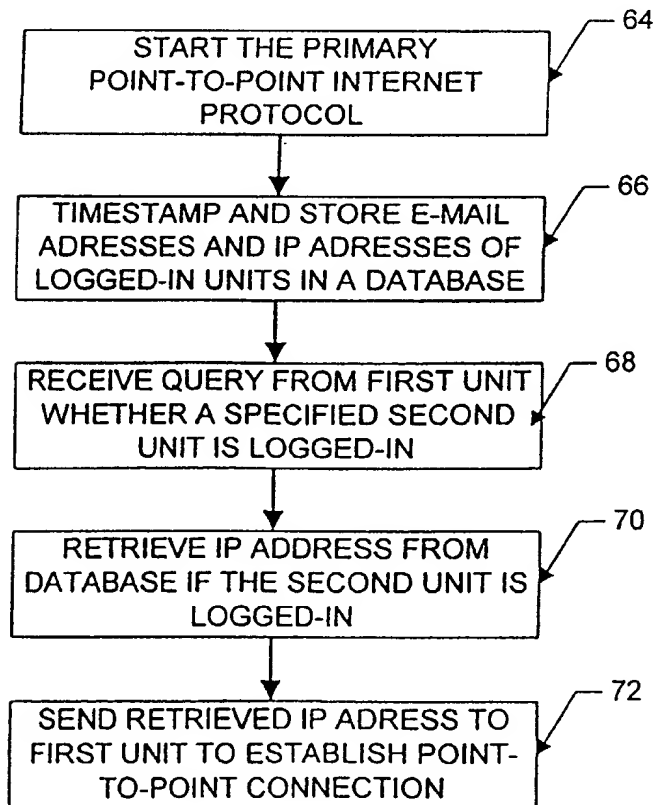 64
START THE PRIMARY
POINT-TO-POINT INTERNET
PROTOCOL
66
TIMESTAMP AND STORE E-MAIL
ADRESSES AND IP ADRESSES OF
LOGGED-IN UNITS IN A DATABASE
68
RECEIVE QUERY FROM FIRST UNIT
WHETHER A SPECIFIED SECOND
UNIT IS LOGGED-IN
70
RETRIEVE IP ADDRESS FROM
DATABASE IF THE SECOND UNIT IS
LOGGED-IN
72
SEND RETRIEVED IP ADRESS TO
FIRST UNIT TO ESTABLISH POINT-
TO-POINT CONNECTION